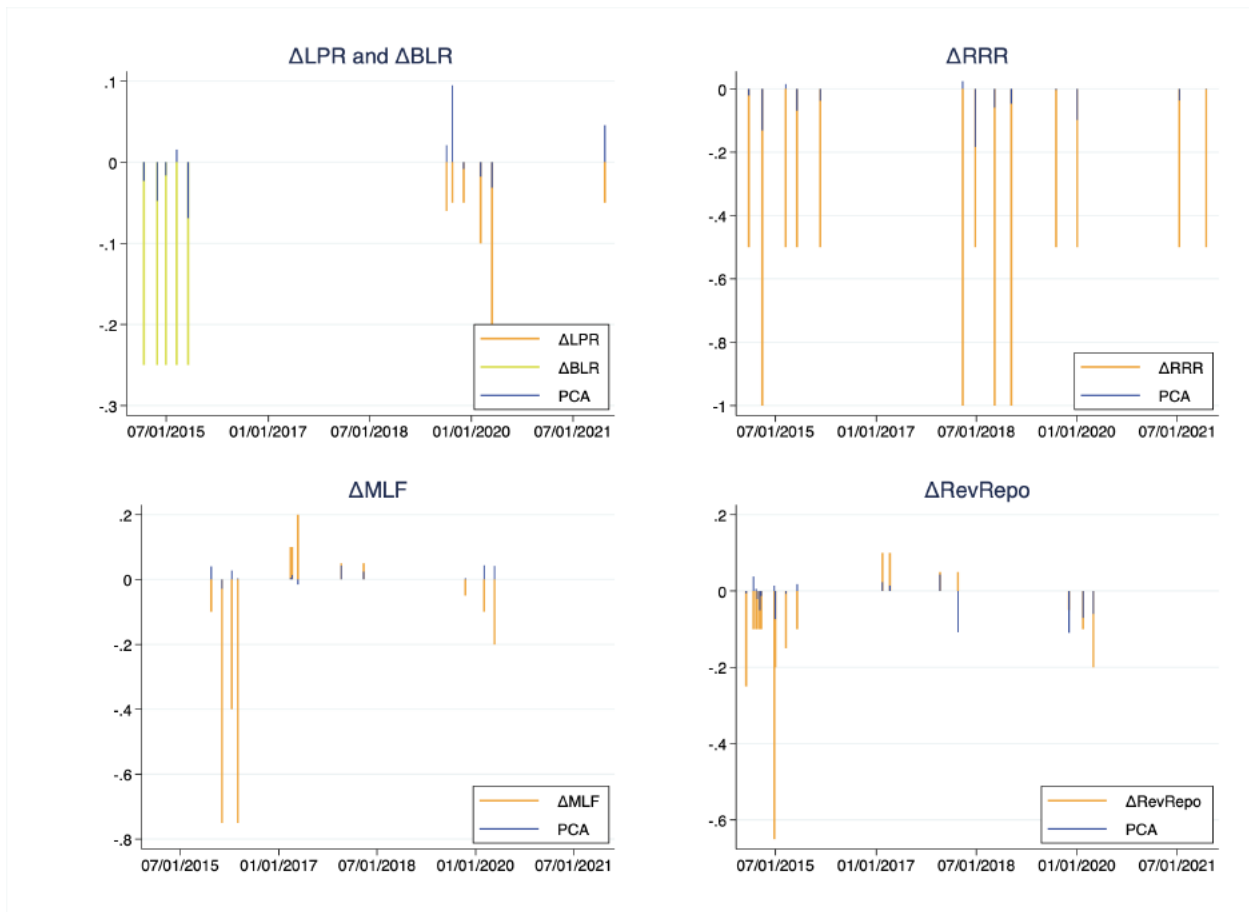 ΔLPR and ΔBLR
.1
0
-.1
-.2
-.3
ΔLPR
ΔBLR
PCA
07/01/2015 01/01/2017 07/01/2018 01/01/2020 07/01/2021
ΔRRR
0
-.2
-.4
-.6
-.8
-1
ΔRRR
PCA
07/01/2015 01/01/2017 07/01/2018 01/01/2020 07/01/2021
ΔMLF
.2
0
-.2
-.4
-.6
-.8
ΔMLF
PCA
07/01/2015 01/01/2017 07/01/2018 01/01/2020 07/01/2021
ΔRevRepo
.2
0
-.2
-.4
-.6
ΔRevRepo
PCA
07/01/2015 01/01/2017 07/01/2018 01/01/2020 07/01/2021